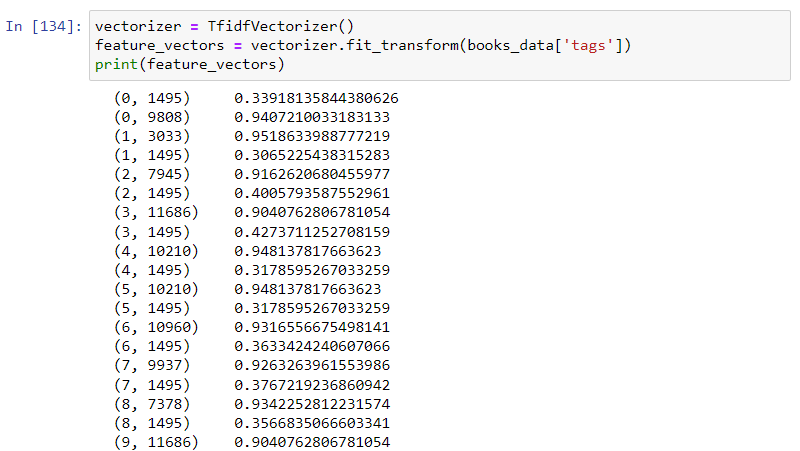 In [134]: vectorizer = TfidfVectorizer()
feature_vectors = vectorizer.fit_transform(books_data['tags'])
print(feature_vectors)
(0, 1495) 0.33918135844380626
(0, 9808) 0.9407210033183133
(1, 3033) 0.9518633988777219
(1, 1495) 0.3065225438315283
(2, 7945) 0.9162620680455977
(2, 1495) 0.4005793587552961
(3, 11686) 0.9040762806781054
(3, 1495) 0.4273711252708159
(4, 10210) 0.948137817663623
(4, 1495) 0.3178595267033259
(5, 10210) 0.948137817663623
(5, 1495) 0.3178595267033259
(6, 10960) 0.9316556675498141
(6, 1495) 0.3633424240607066
(7, 9937) 0.9263263961553986
(7, 1495) 0.3767219236860942
(8, 7378) 0.9342252812231574
(8, 1495) 0.3566835066603341
(9, 11686) 0.9040762806781054